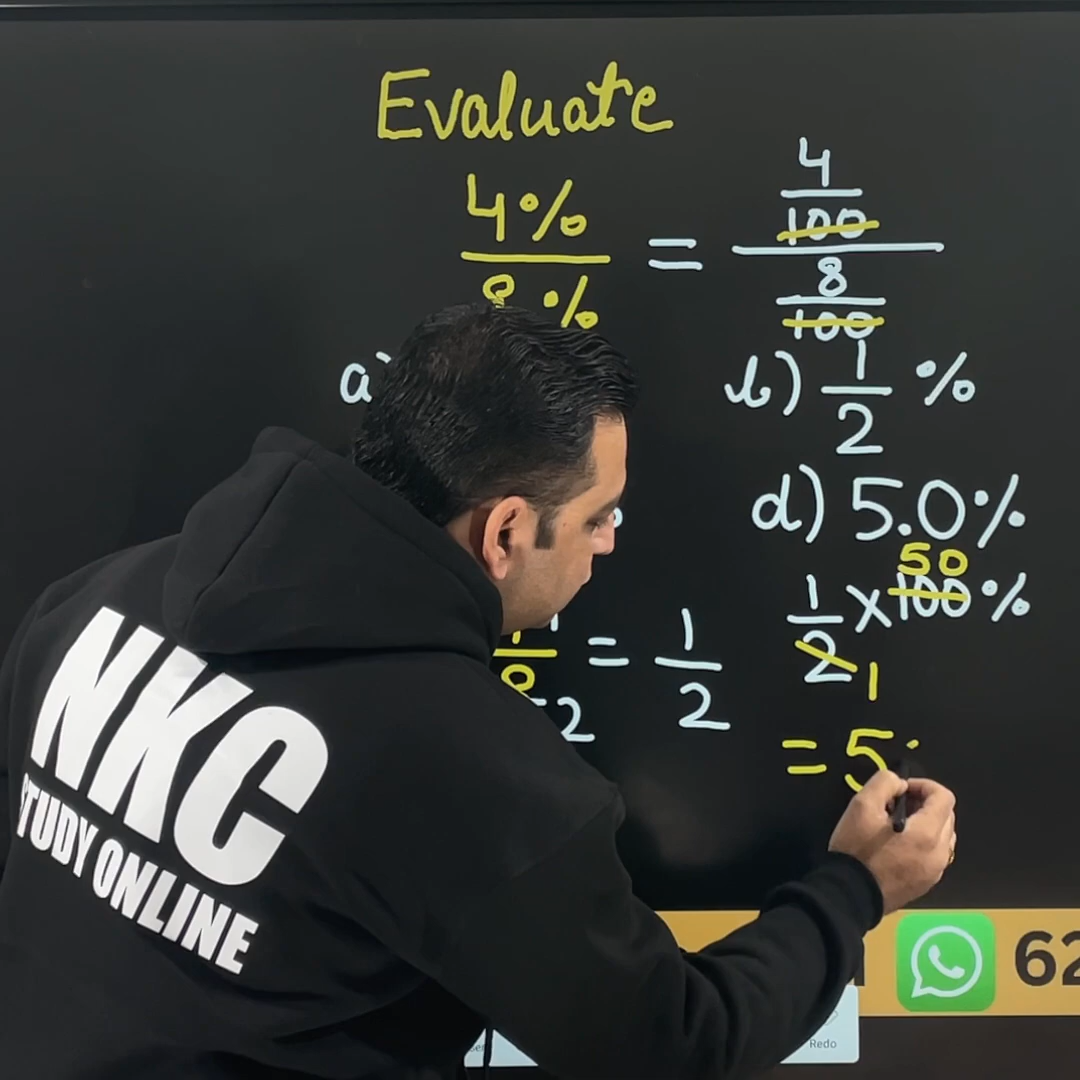 Evaluate
4% / 8% = 4/100 / 8/100
a) b) 1/2 %
d) 5.0%
1/2 × 100% 50
1
= 1/2
2
= 5
NKC
STUDY ONLINE
62
Redo